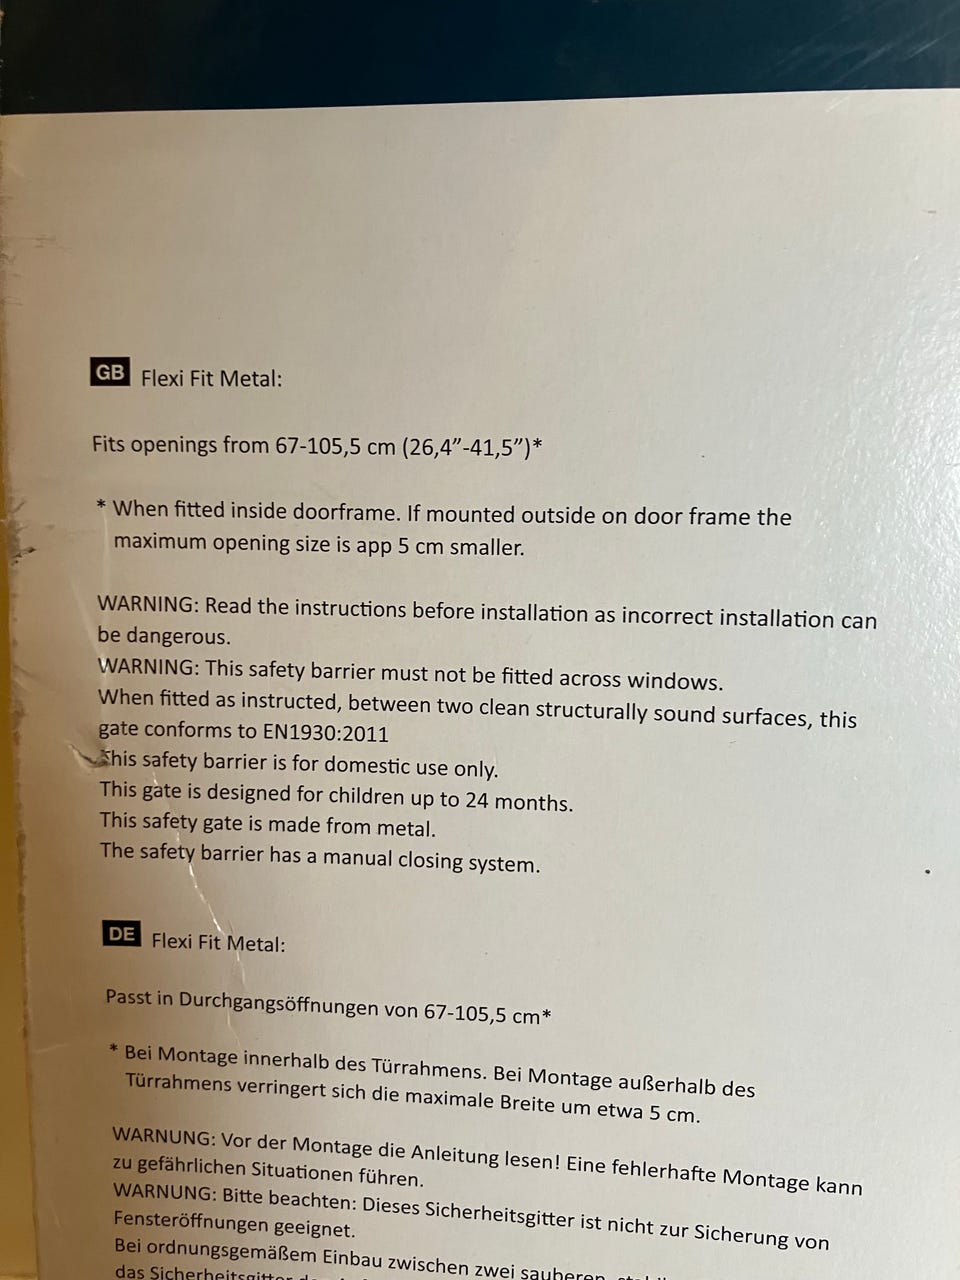 GB Flexi Fit Metal:
Fits openings from 67-105,5 cm (26,4”-41,5”)*
* When fitted inside doorframe. If mounted outside on door frame the
maximum opening size is app 5 cm smaller.
WARNING: Read the instructions before installation as incorrect installation can
be dangerous.
WARNING: This safety barrier must not be fitted across windows.
When fitted as instructed, between two clean structurally sound surfaces, this
gate conforms to EN1930:2011
This safety barrier is for domestic use only.
This gate is designed for children up to 24 months.
This safety gate is made from metal.
The safety barrier has a manual closing system.
DE Flexi Fit Metal:
Passt in Durchgangsöffnungen von 67-105,5 cm*
* Bei Montage innerhalb des Türrahmens. Bei Montage außerhalb des
Türrahmens verringert sich die maximale Breite um etwa 5 cm.
WARNUNG: Vor der Montage die Anleitung lesen! Eine fehlerhafte Montage kann
zu gefährlichen Situationen führen.
WARNUNG: Bitte beachten: Dieses Sicherheitsgitter ist nicht zur Sicherung von
Fensteröffnungen geeignet.
Bei ordnungsgemäßem Einbau zwischen zwei sauberen,
das Sicherheitsgitter